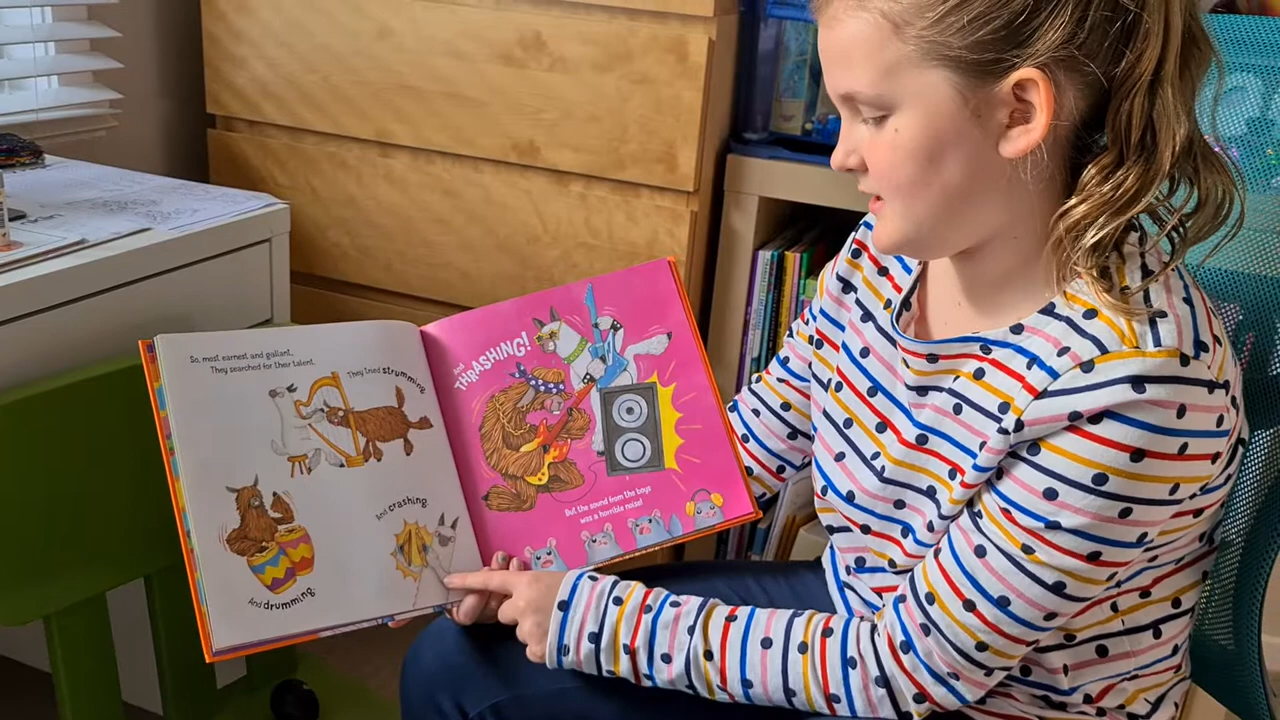 So, most earnest and gallant,
They searched for their talent.
They tried strumming
And drumming.
And crashing.
And
THRASHING!
But the sound from the boys
was a horrible noise!